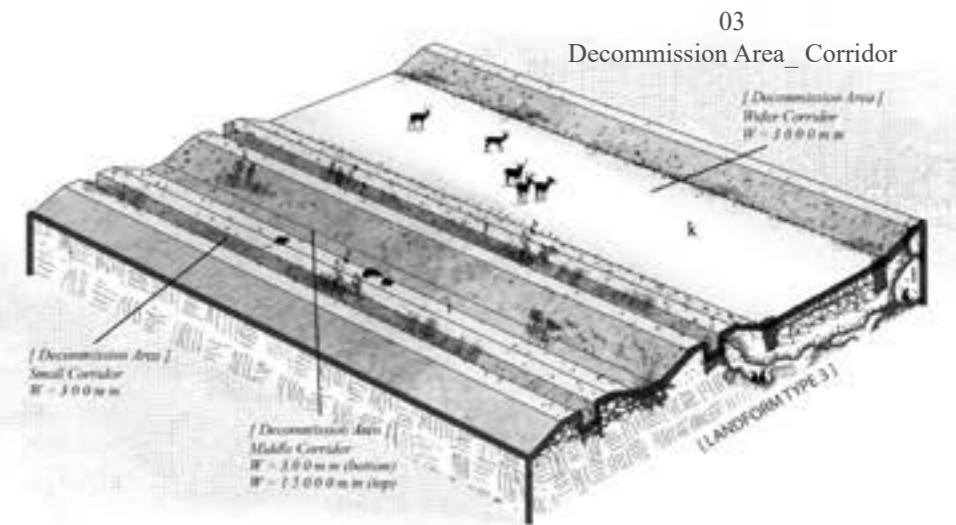 03
Decommission Area_ Corridor
[ Decommission Area ]
Wider Corridor
W = 3 0 0 0 m m
k
[ Decommission Area ]
Small Corridor
W = 3 0 0 m m
[ Decommission Area ]
Middle Corridor
W = 3 0 0 m m (bottom)
W = 1 5 0 0 0 m m (top)
[ LANDFORM TYPE 3 ]